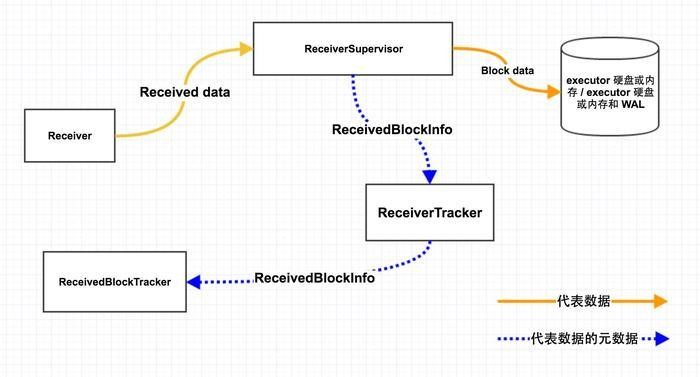 ReceiverSupervisor
Block data
executor 硬盘或内
存 / executor 硬盘
或内存和 WAL
Received data
Receiver
ReceivedBlockInfo
ReceiverTracker
ReceivedBlockTracker
ReceivedBlockInfo
代表数据
代表数据的元数据